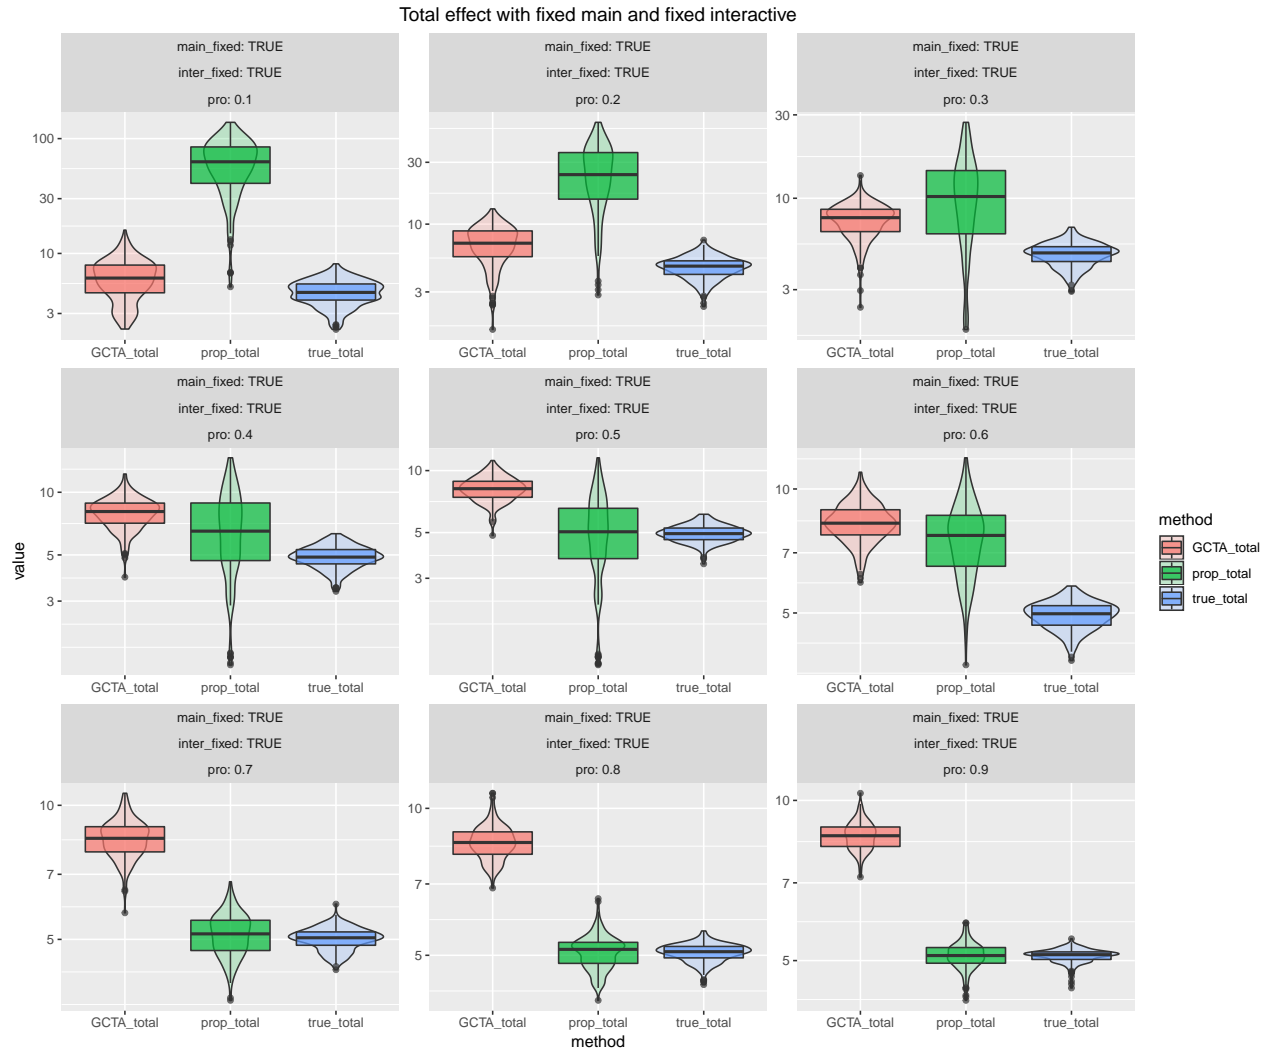 Total effect with fixed main and fixed interactive
main_fixed: TRUE
inter_fixed: TRUE
pro: 0.1
100
30
10
3
GCTA_total prop_total true_total
main_fixed: TRUE
inter_fixed: TRUE
pro: 0.2
30
10
3
GCTA_total prop_total true_total
main_fixed: TRUE
inter_fixed: TRUE
pro: 0.3
30
10
3
GCTA_total prop_total true_total
main_fixed: TRUE
inter_fixed: TRUE
pro: 0.4
10
5
3
GCTA_total prop_total true_total
main_fixed: TRUE
inter_fixed: TRUE
pro: 0.5
10
5
3
GCTA_total prop_total true_total
main_fixed: TRUE
inter_fixed: TRUE
pro: 0.6
10
7
5
GCTA_total prop_total true_total
main_fixed: TRUE
inter_fixed: TRUE
pro: 0.7
10
7
5
GCTA_total prop_total true_total
main_fixed: TRUE
inter_fixed: TRUE
pro: 0.8
10
7
5
GCTA_total prop_total true_total
main_fixed: TRUE
inter_fixed: TRUE
pro: 0.9
10
7
5
GCTA_total prop_total true_total
value
method
method
GCTA_total
prop_total
true_total